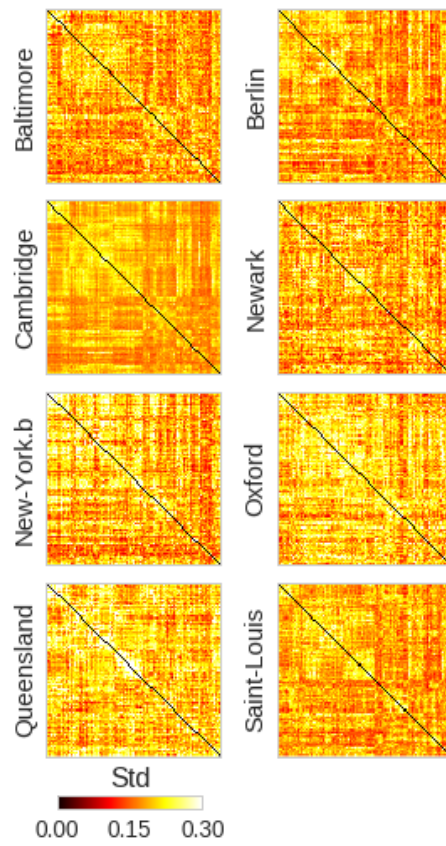 Baltimore
Berlin
Cambridge
Newark
New-York.b
Oxford
Queensland
Saint-Louis
Std
0.00 0.15 0.30